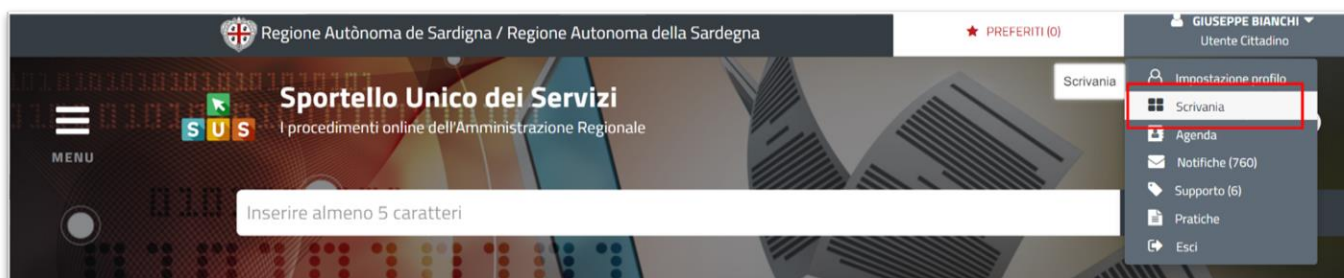 Regione Autònoma de Sardigna / Regione Autonoma della Sardegna
PREFERITI (0)
GIUSEPPE BIANCHI
Utente Cittadino
MENU
SUS
Sportello Unico dei Servizi
I procedimenti online dell'Amministrazione Regionale
Inserire almeno 5 caratteri
Scrivania
Impostazione profilo
Scrivania
Agenda
Notifiche (760)
Supporto (6)
Pratiche
Esci